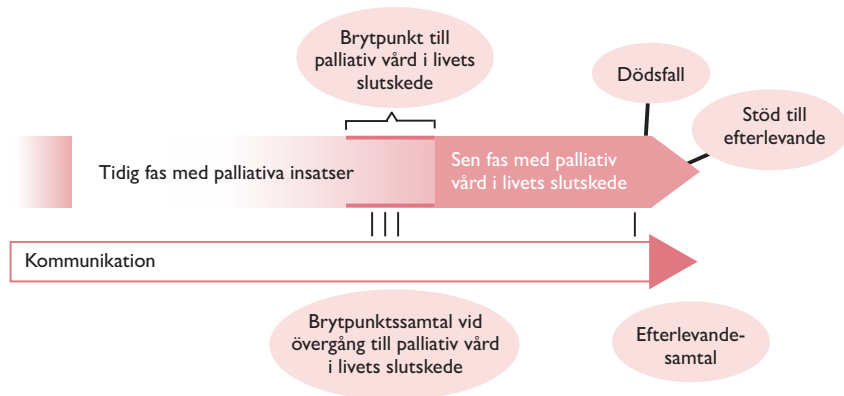 Brytpunkt till
palliativ vård i livets
slutskede
Dödsfall
Stöd till
efterlevande
Tidig fas med palliativa insatser
Sen fas med palliativ
vård i livets slutskede
Kommunikation
Brytpunktssamtal vid
övergång till palliativ vård
i livets slutskede
Efterlevande-
samtal